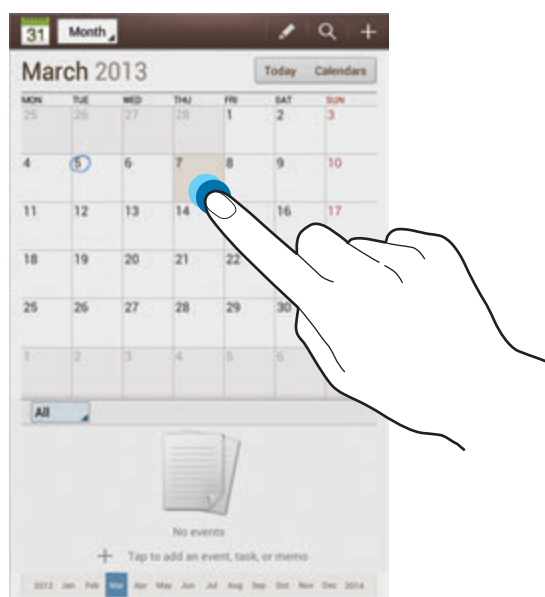 31 Month
March 2013 Today Calendars
MON TUE WED THU FRI SAT SUN
25 26 27 28 1 2 3
4 5 6 7 8 9 10
11 12 13 14 16 17
18 19 20 21 22
25 26 27 28 29 30
1 2 3 4 5 6
All
No events
Tap to add an event, task, or memo
2012 Jan Feb Mar Apr May Jun Jul Aug Sep Oct Nov Dec 2014